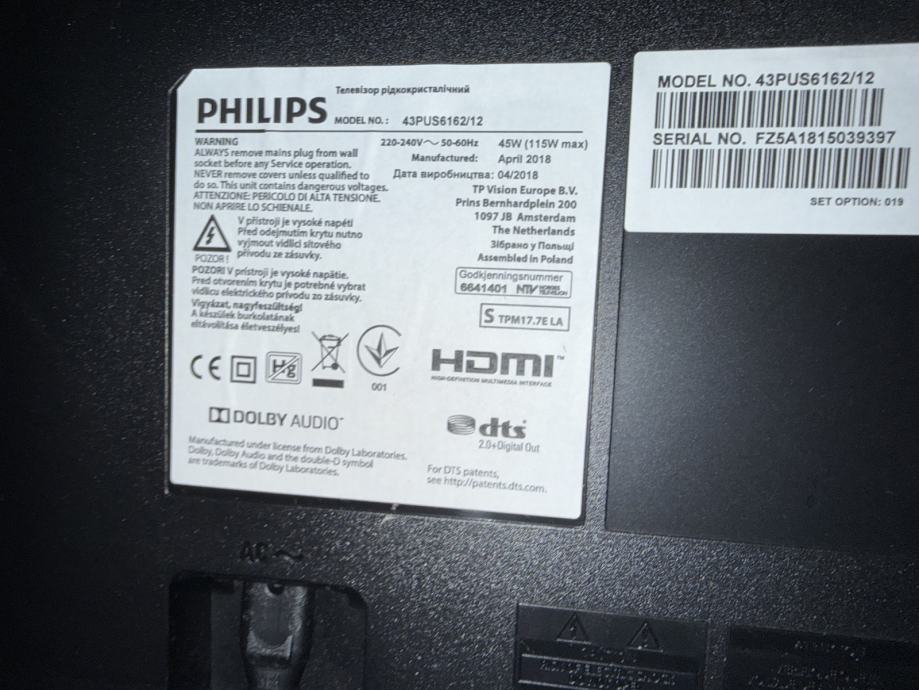 Телевізор рідкокристалічний
PHILIPS MODEL NO.: 43PUS6162/12
WARNING
ALWAYS remove mains plug from wall
socket before any Service operation.
NEVER remove covers unless qualified to
do so. This unit contains dangerous voltages.
ATTENZIONE: PERICOLO DI ALTA TENSIONE.
NON APRIRE LO SCHIENALE.
V přístroji je vysoké napětí
Před odejmutím krytu nutno
vyjmout vidlici síťového
přívodu ze zásuvky.
POZOR!
POZOR! V prístroji je vysoké napätie.
Pred otvorením krytu je potrebné vybrat
vidlicu elektrického prívodu zo zásuvky.
Vigyázat, nagyfeszültség!
A készülék burkolatának
eltávolítása életveszélyes!
220-240V~ 50-60Hz 45W (115W max)
Manufactured: April 2018
Дата виробництва: 04/2018
TP Vision Europe B.V.
Prins Bernhardplein 200
1097 JB Amsterdam
The Netherlands
Зібрано у Польщі
Assembled in Poland
Godkjenningsnummer
6641401 NTV NORGES TELEVISJON
S TPM17.7E LA
CE Hg
001
HDMI™
HIGH-DEFINITION MULTIMEDIA INTERFACE
DOLBY AUDIO™
Manufactured under license from Dolby Laboratories.
Dolby, Dolby Audio and the double-D symbol
are trademarks of Dolby Laboratories.
dts
2.0+Digital Out
For DTS patents,
see http://patents.dts.com.
MODEL NO. 43PUS6162/12
SERIAL NO. FZ5A1815039397
SET OPTION: 019
AC ~